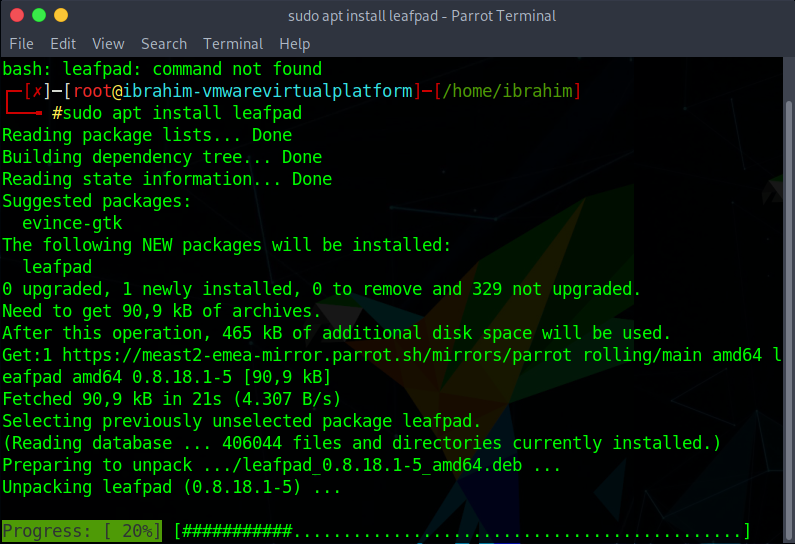 sudo apt install leafpad - Parrot Terminal
File Edit View Search Terminal Help
bash: leafpad: command not found
┌─[✗]─[root@ibrahim-vmwarevirtualplatform]─[/home/ibrahim]
└──╼ #sudo apt install leafpad
Reading package lists... Done
Building dependency tree... Done
Reading state information... Done
Suggested packages:
  evince-gtk
The following NEW packages will be installed:
  leafpad
0 upgraded, 1 newly installed, 0 to remove and 329 not upgraded.
Need to get 90,9 kB of archives.
After this operation, 465 kB of additional disk space will be used.
Get:1 https://meast2-emea-mirror.parrot.sh/mirrors/parrot rolling/main amd64 l
eafpad amd64 0.8.18.1-5 [90,9 kB]
Fetched 90,9 kB in 21s (4.307 B/s)
Selecting previously unselected package leafpad.
(Reading database ... 406044 files and directories currently installed.)
Preparing to unpack .../leafpad_0.8.18.1-5_amd64.deb ...
Unpacking leafpad (0.8.18.1-5) ...
Progress: [ 20%] [###########.............................................]